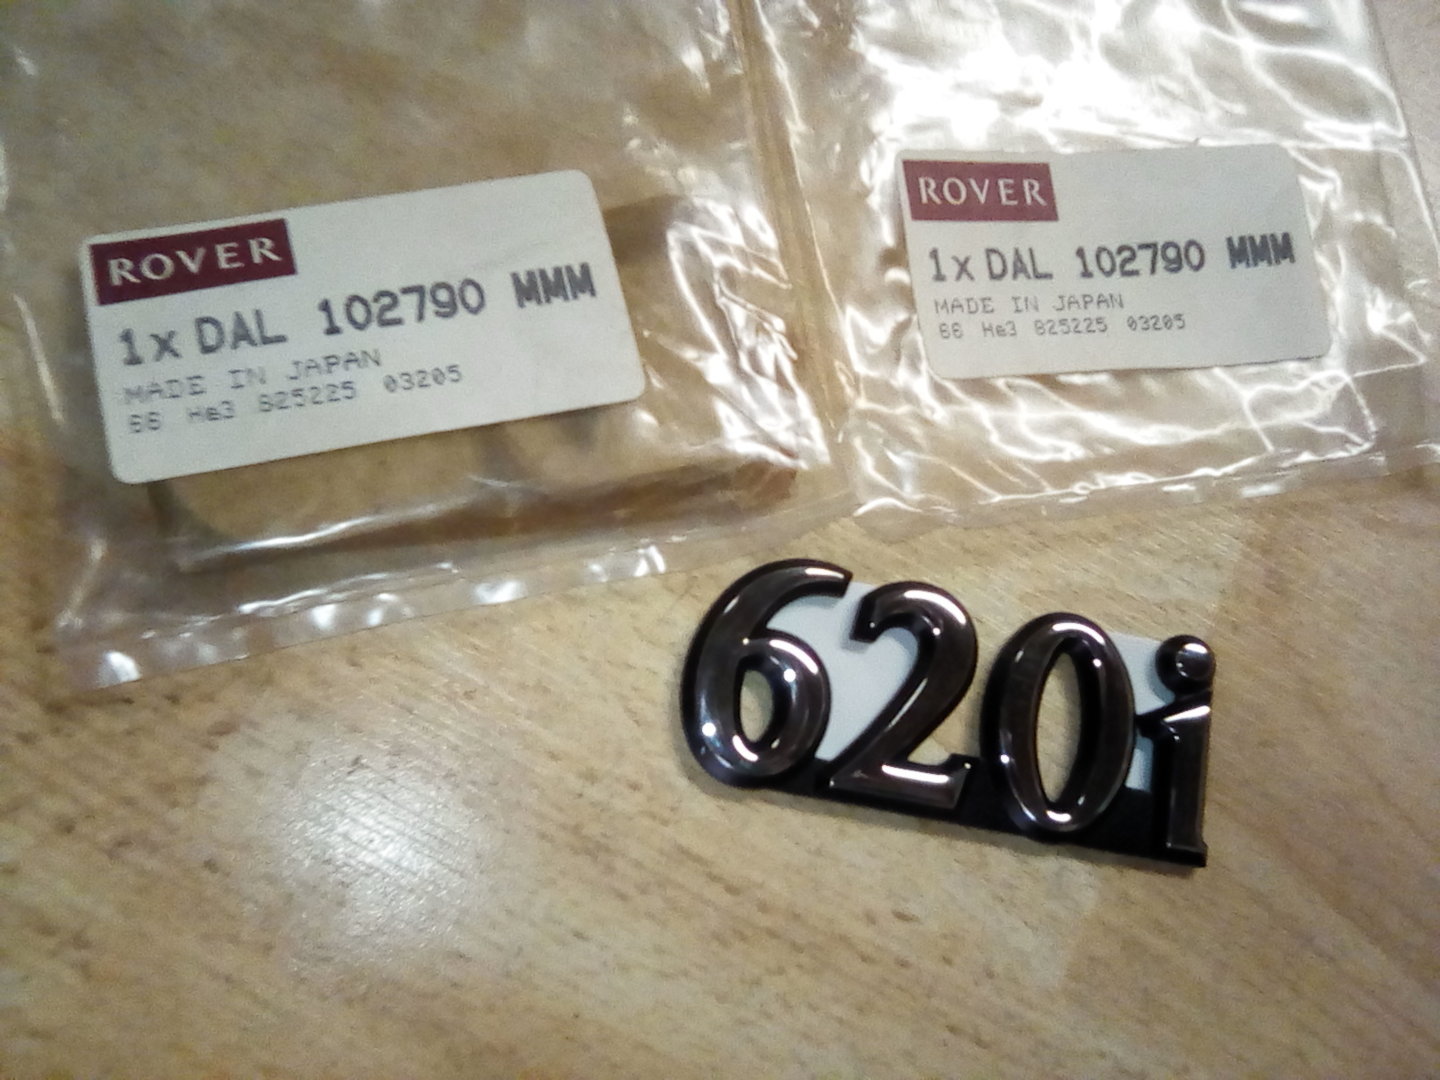 ROVER
1x DAL 102790 MMM
MADE IN JAPAN
66 He3 825225 03205
ROVER
1x DAL 102790 MMM
MADE IN JAPAN
66 He3 825225 03205
620i